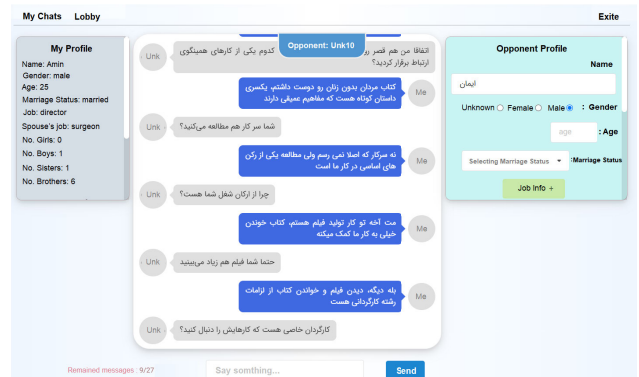 My Chats Lobby Exite
My Profile
Name: Amin
Gender: male
Age: 25
Marriage Status: married
Job: director
Spouse's job: surgeon
No. Girls: 0
No. Boys: 1
No. Sisters: 1
No. Brothers: 6
Opponent: Unk10
Unk
اتفاقا من هم قصر رو
کدوم یکی از کارهای همینگوی
ارتباط برقرار کردید؟
Me
کتاب مردان بدون زنان رو دوست داشتم، یکسری
داستان کوتاه هست که مفاهیم عمیقی دارند
Unk
شما سر کار هم مطالعه می‌کنید؟
Me
نه سرکار که اصلا نمی رسم ولی مطالعه یکی از رکن
های اساسی در کار ما است
Unk
چرا از ارکان شغل شما هست؟
Me
مت آخه تو کار تولید فیلم هستم، کتاب خوندن
خیلی به کار ما کمک میکنه
Unk
حتما شما فیلم هم زیاد می‌بینید
Me
بله دیگه، دیدن فیلم و خواندن کتاب از لزامات
رشته کارگردانی هست
Unk
کارگردان خاصی هست که کارهایش را دنبال کنید؟
Remained messages: 9/27
Say somthing...
Send
Opponent Profile
Name
ایمان
Unknown Female Male : Gender
age : Age
Selecting Marriage Status :Marriage Status
Job Info +